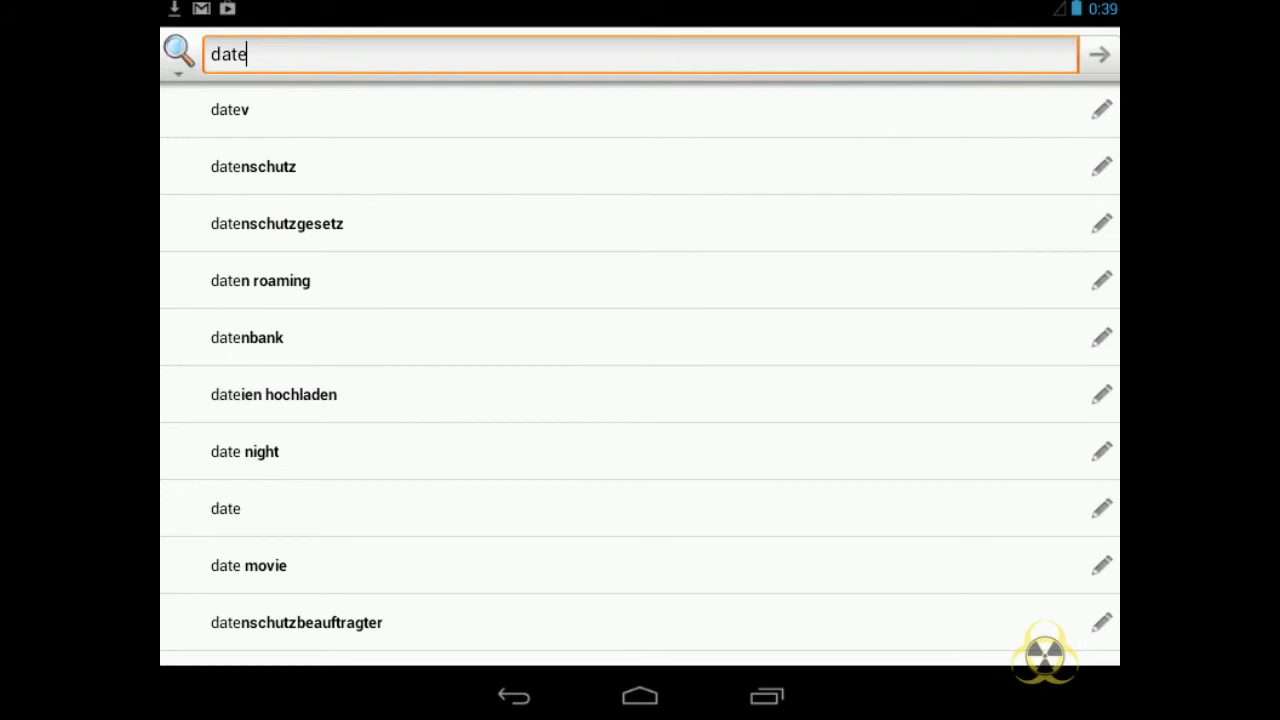 0:39
date
datev
datenschutz
datenschutzgesetz
daten roaming
datenbank
dateien hochladen
date night
date
date movie
datenschutzbeauftragter